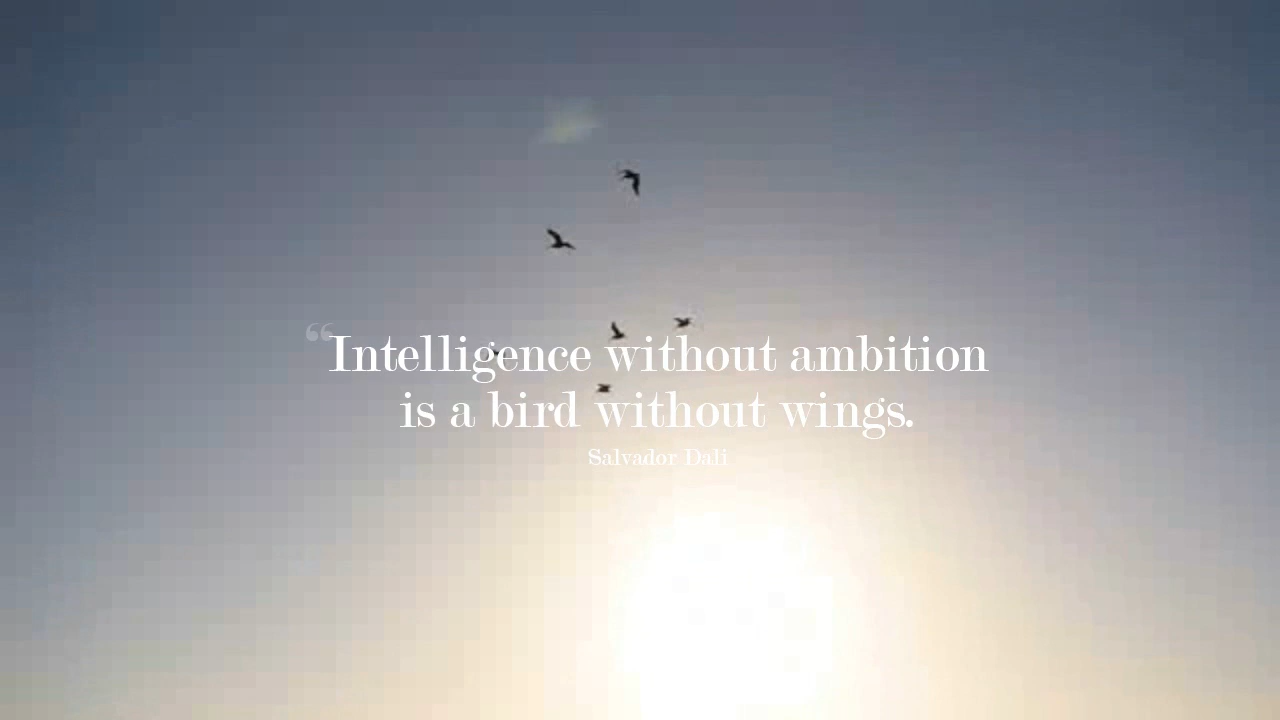 “Intelligence without ambition
is a bird without wings.
Salvador Dali